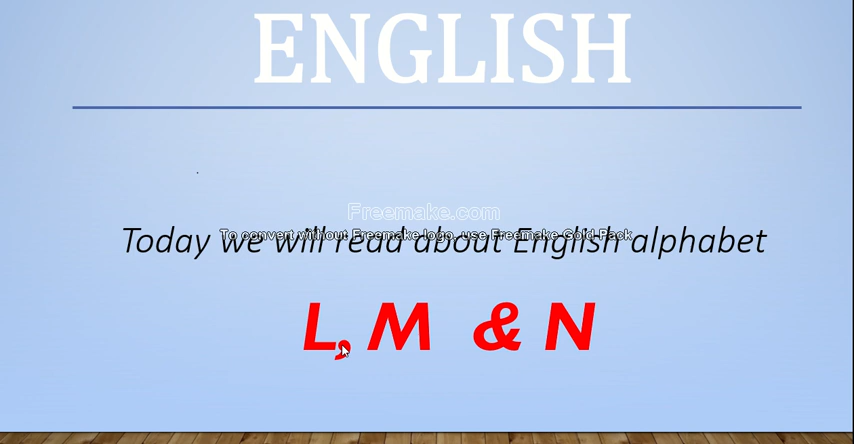 ENGLISH
Freemake.com
To convert without Freemake logo, use Freemake Gold Pack
Today we will read about English alphabet
L, M & N